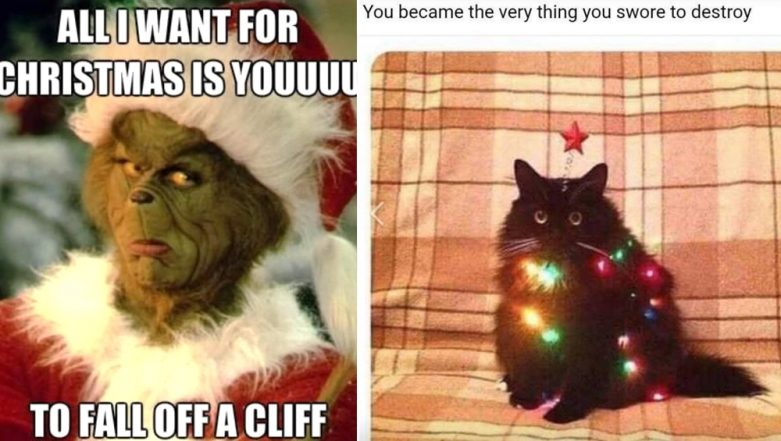 ALL I WANT FOR
CHRISTMAS IS YOUUUU
TO FALL OFF A CLIFF
You became the very thing you swore to destroy